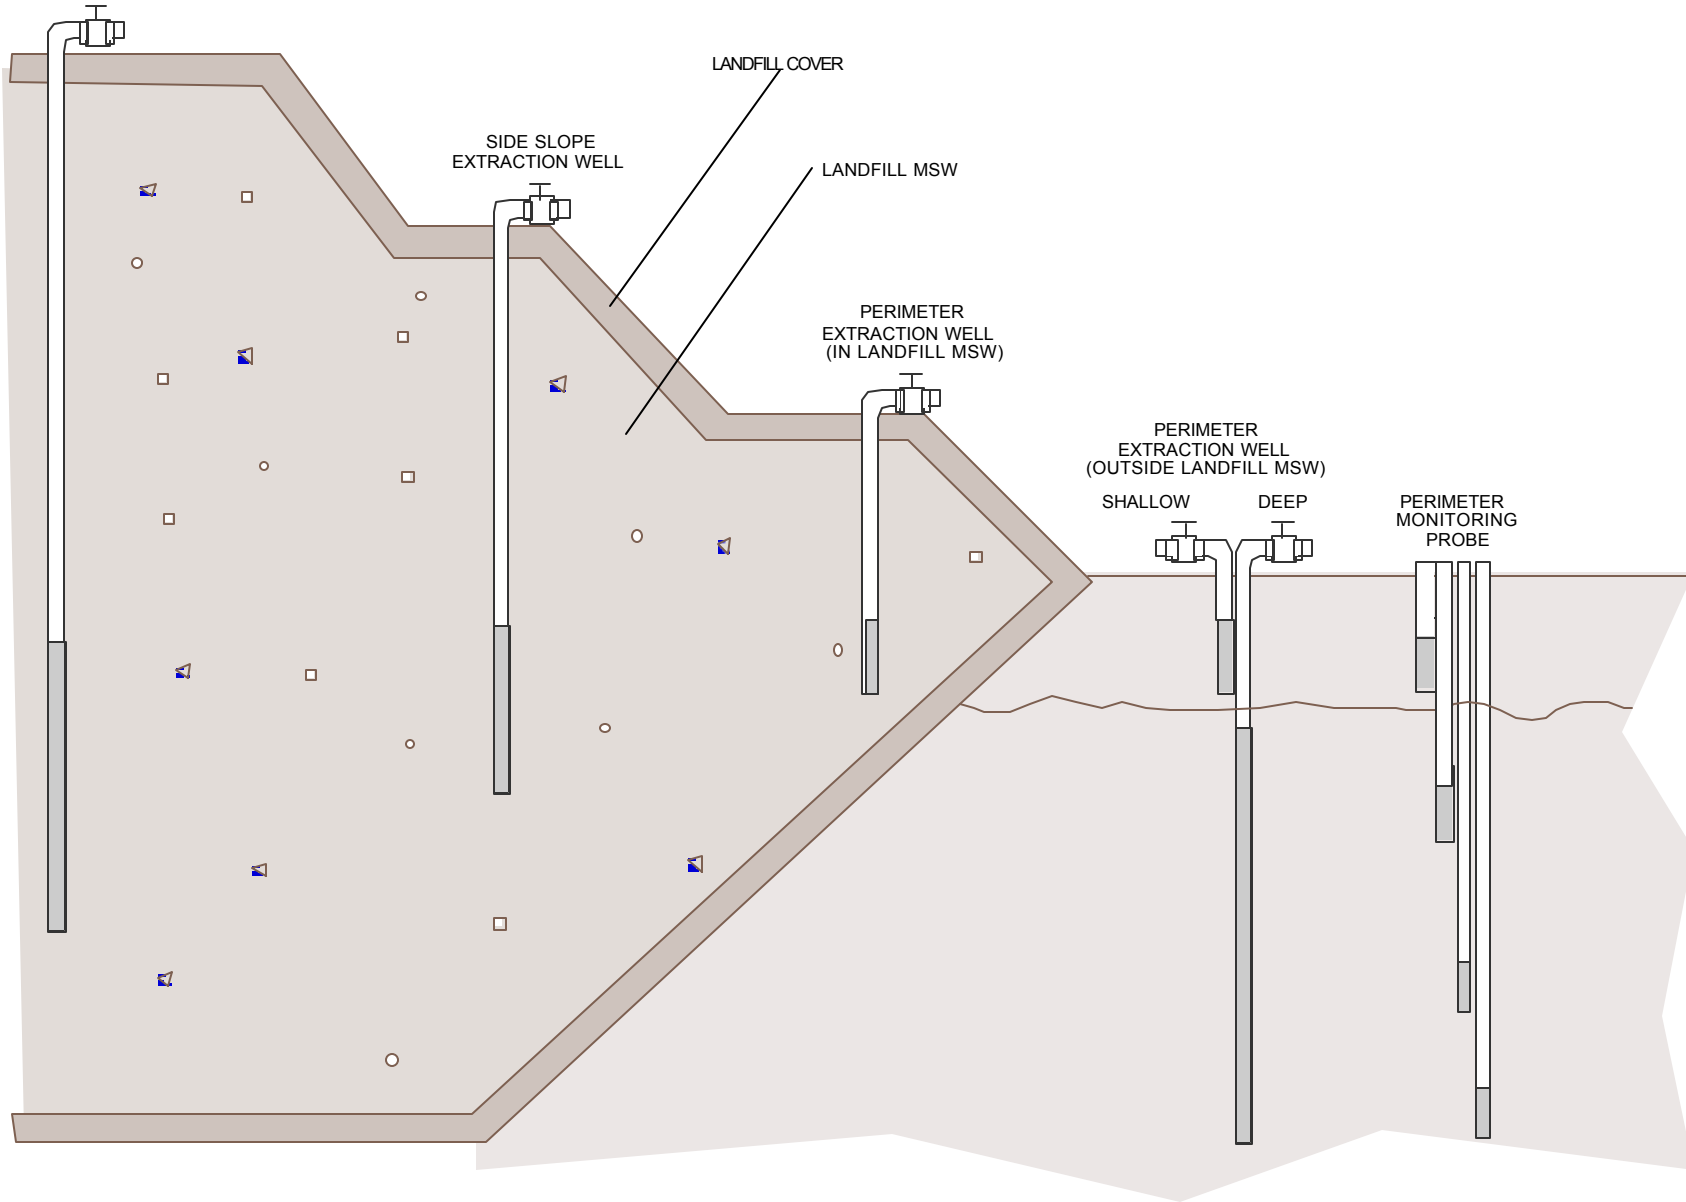 LANDFILL COVER
SIDE SLOPE
EXTRACTION WELL
LANDFILL MSW
PERIMETER
EXTRACTION WELL
(IN LANDFILL MSW)
PERIMETER
EXTRACTION WELL
(OUTSIDE LANDFILL MSW)
SHALLOW
DEEP
PERIMETER
MONITORING
PROBE